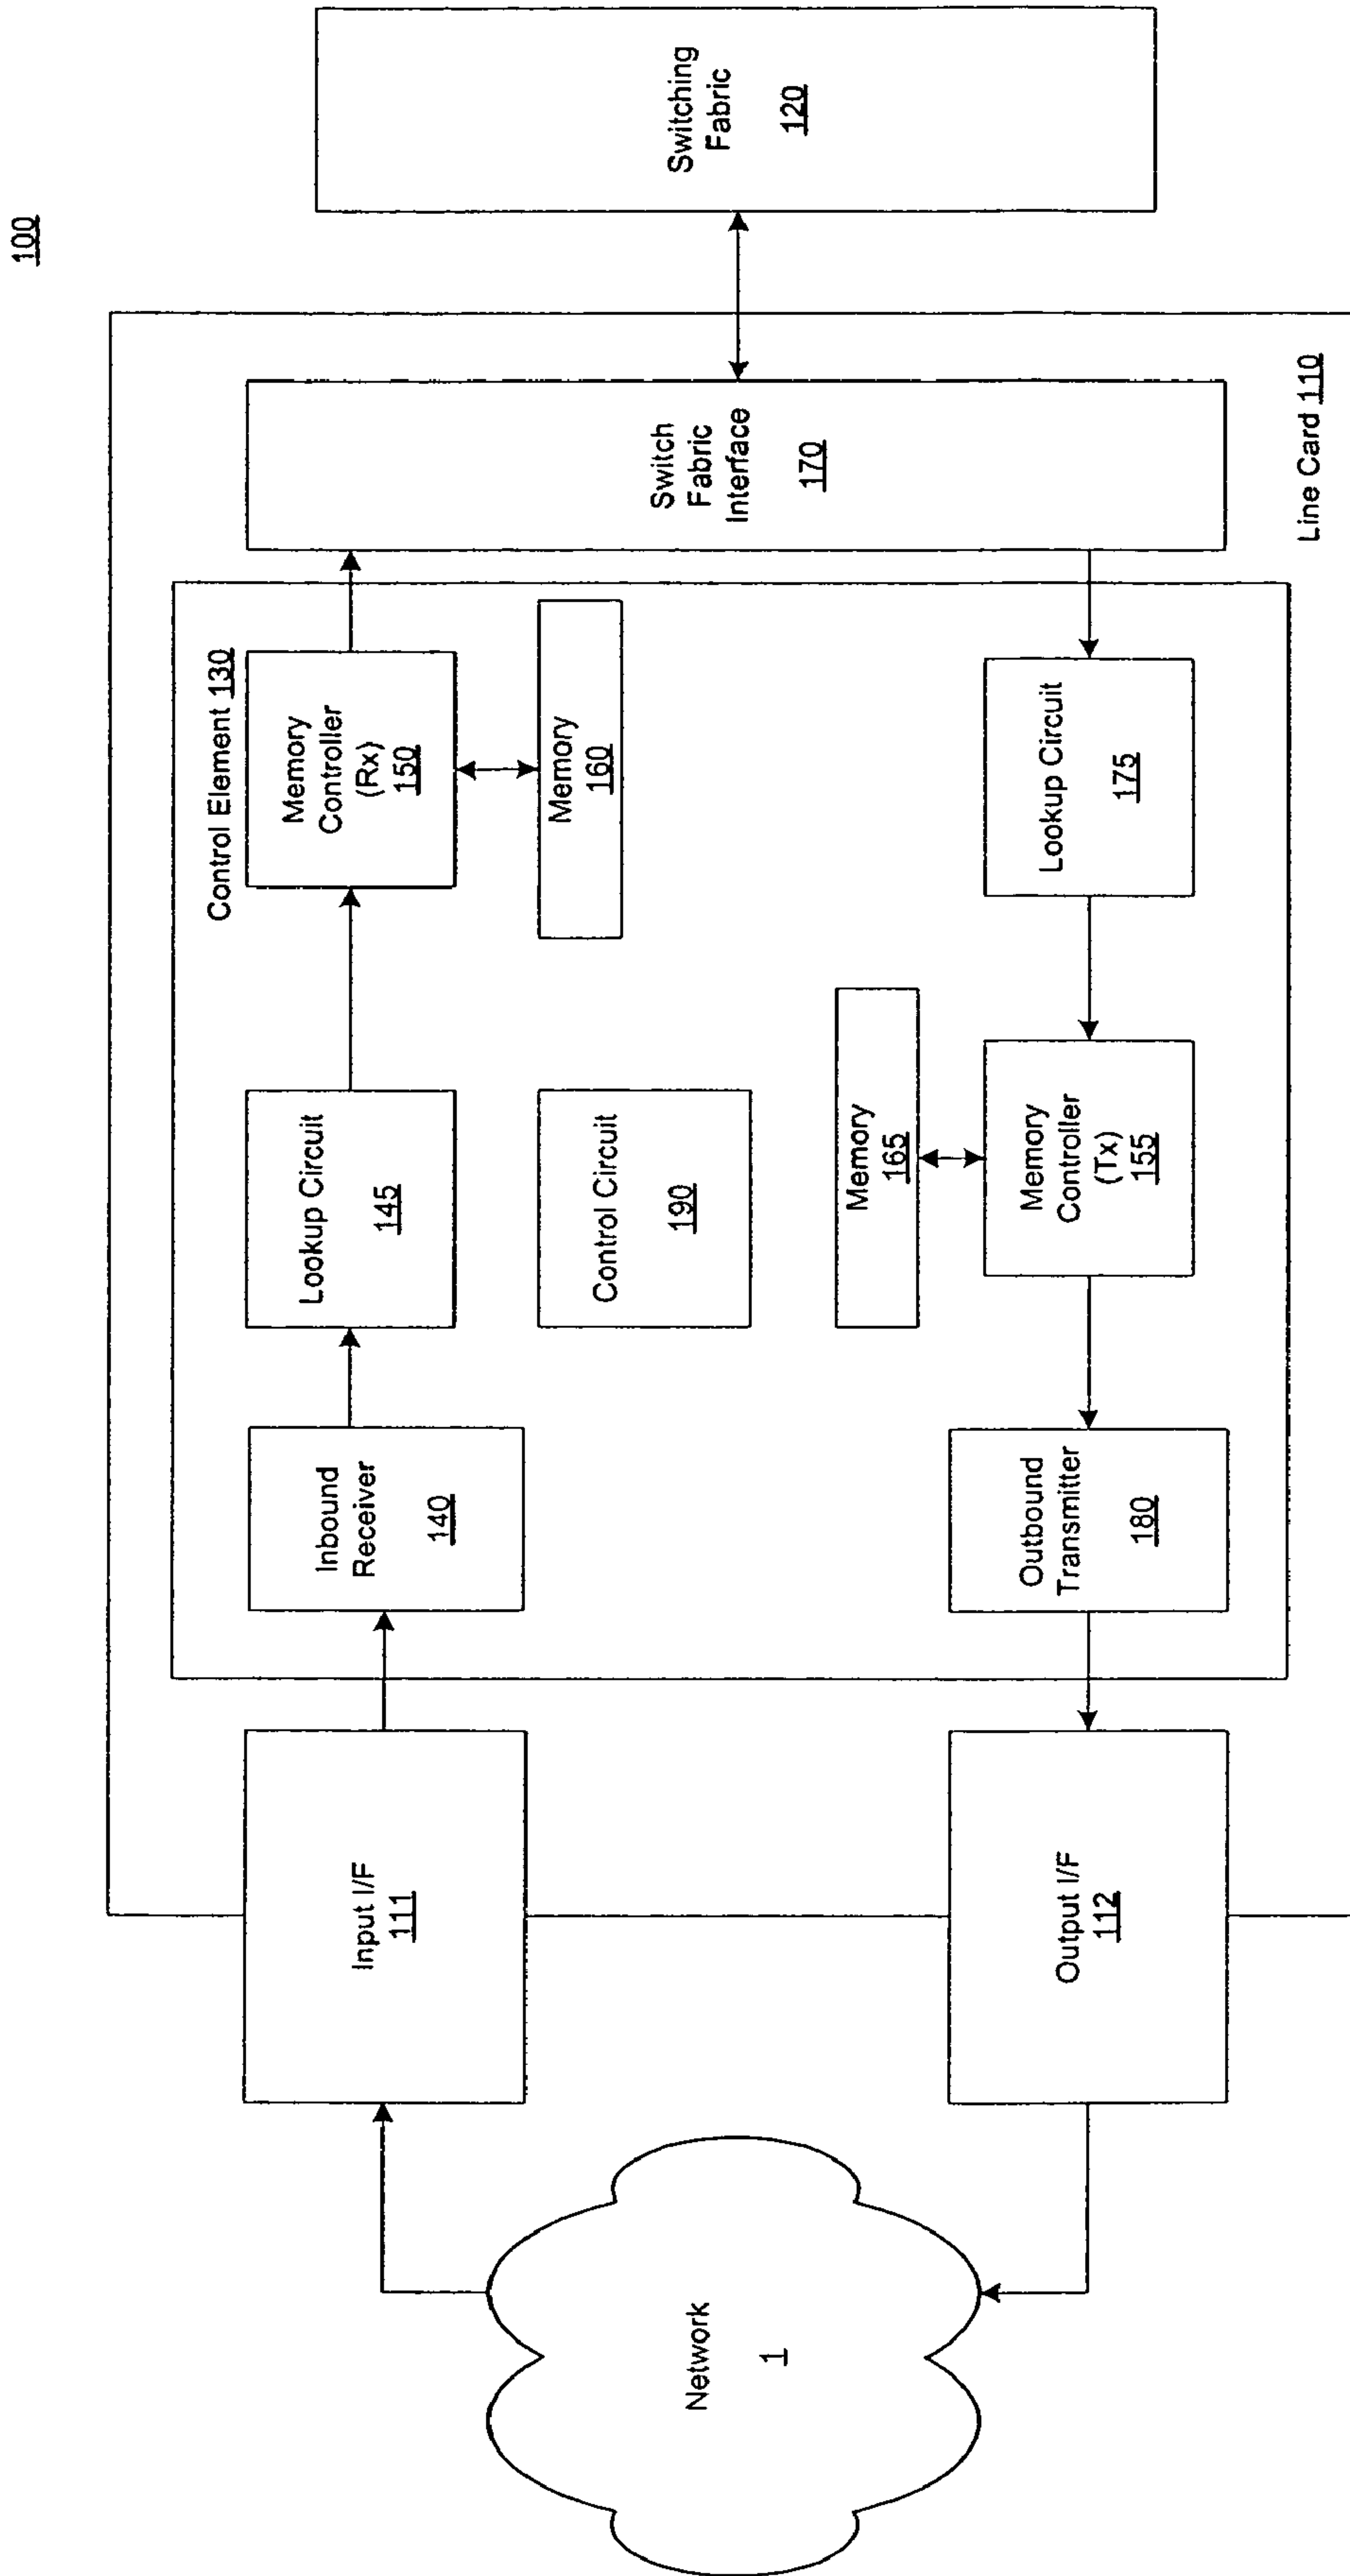 100
Switching
Fabric
120
Line Card 110
Switch
Fabric
Interface
170
Control Element 130
Memory
Controller
(Rx)
150
Memory
160
Lookup Circuit
175
Lookup Circuit
145
Control Circuit
190
Memory
165
Memory
Controller
(Tx)
155
Inbound
Receiver
140
Outbound
Transmitter
180
Input I/F
111
Output I/F
112
Network
1